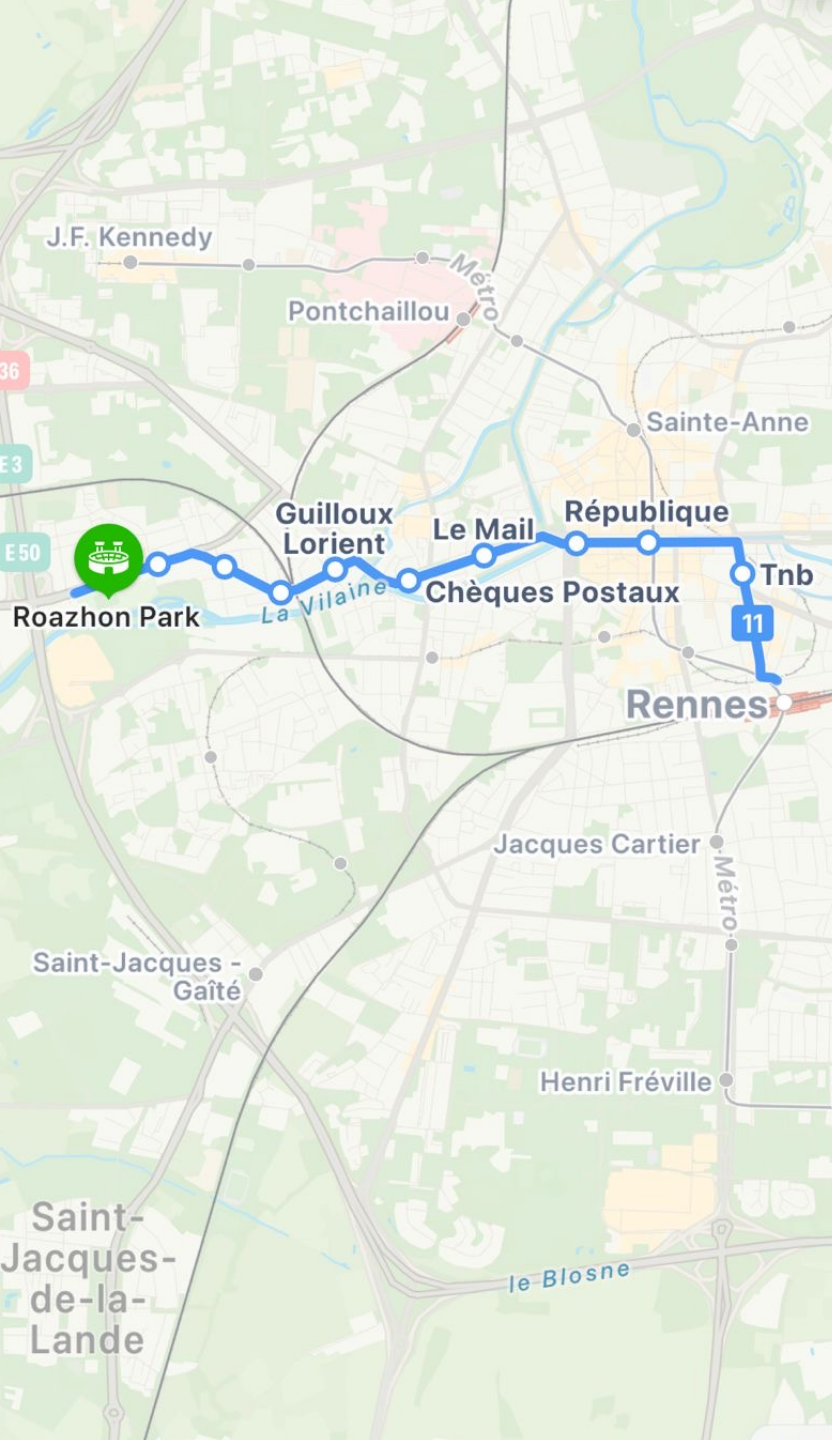 J.F. Kennedy
Métro
Pontchaillou
36
Sainte-Anne
E 3
Guilloux
Lorient
Le Mail
République
E 50
Tnb
Chèques Postaux
La Vilaine
Roazhon Park
11
Rennes
Jacques Cartier
Métro
Saint-Jacques -
Gaîté
Henri Fréville
Saint-
Jacques-
de-la-
Lande
le Blosne